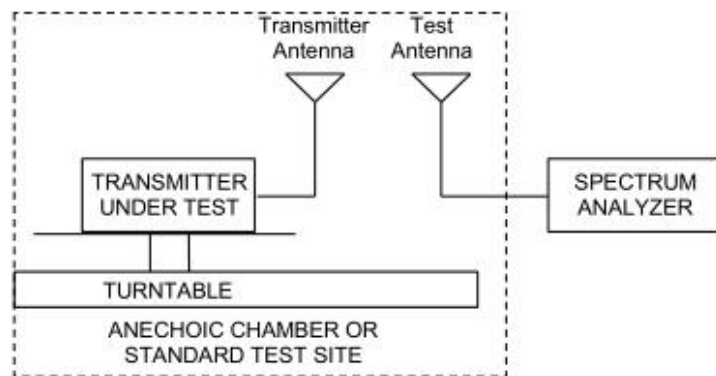 Transmitter
Antenna
Test
Antenna
TRANSMITTER
UNDER TEST
SPECTRUM
ANALYZER
TURNTABLE
ANECHOIC CHAMBER OR
STANDARD TEST SITE